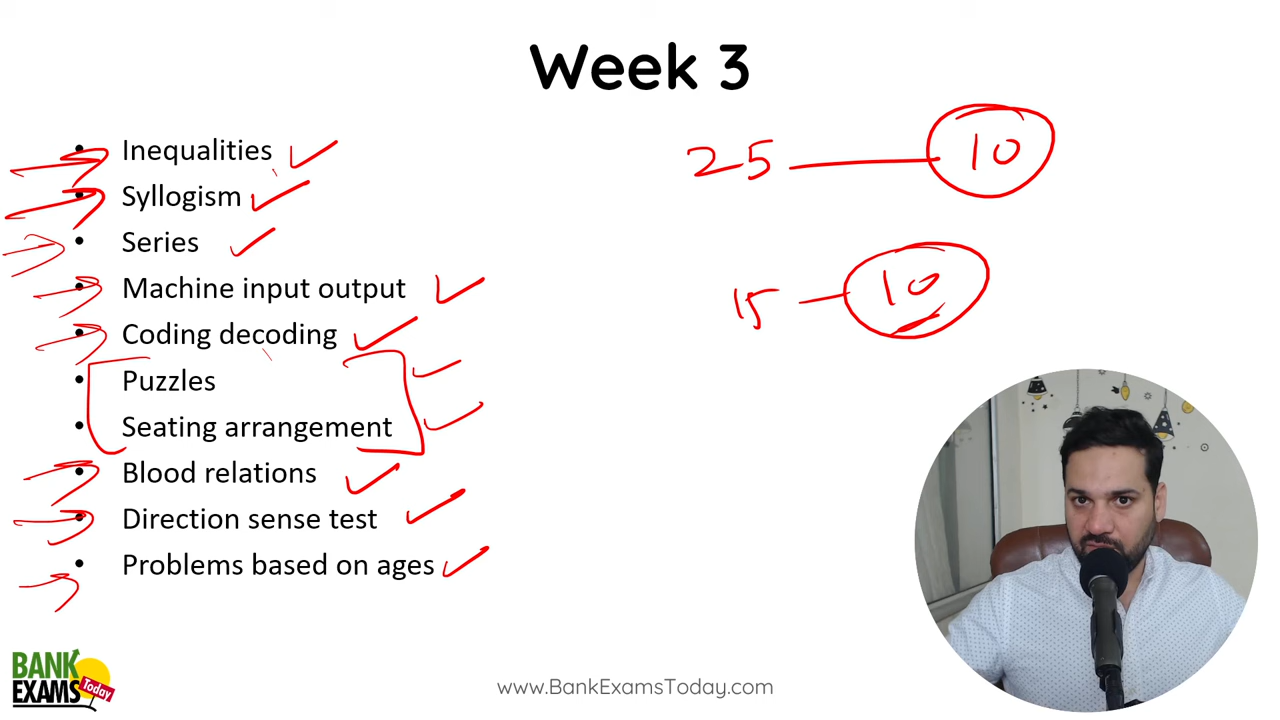 Week 3
• Inequalities
• Syllogism
• Series
• Machine input output
• Coding decoding
• Puzzles
• Seating arrangement
• Blood relations
• Direction sense test
• Problems based on ages
25 — 10
15 — 10
BANK
EXAMS
Today
www.BankExamsToday.com